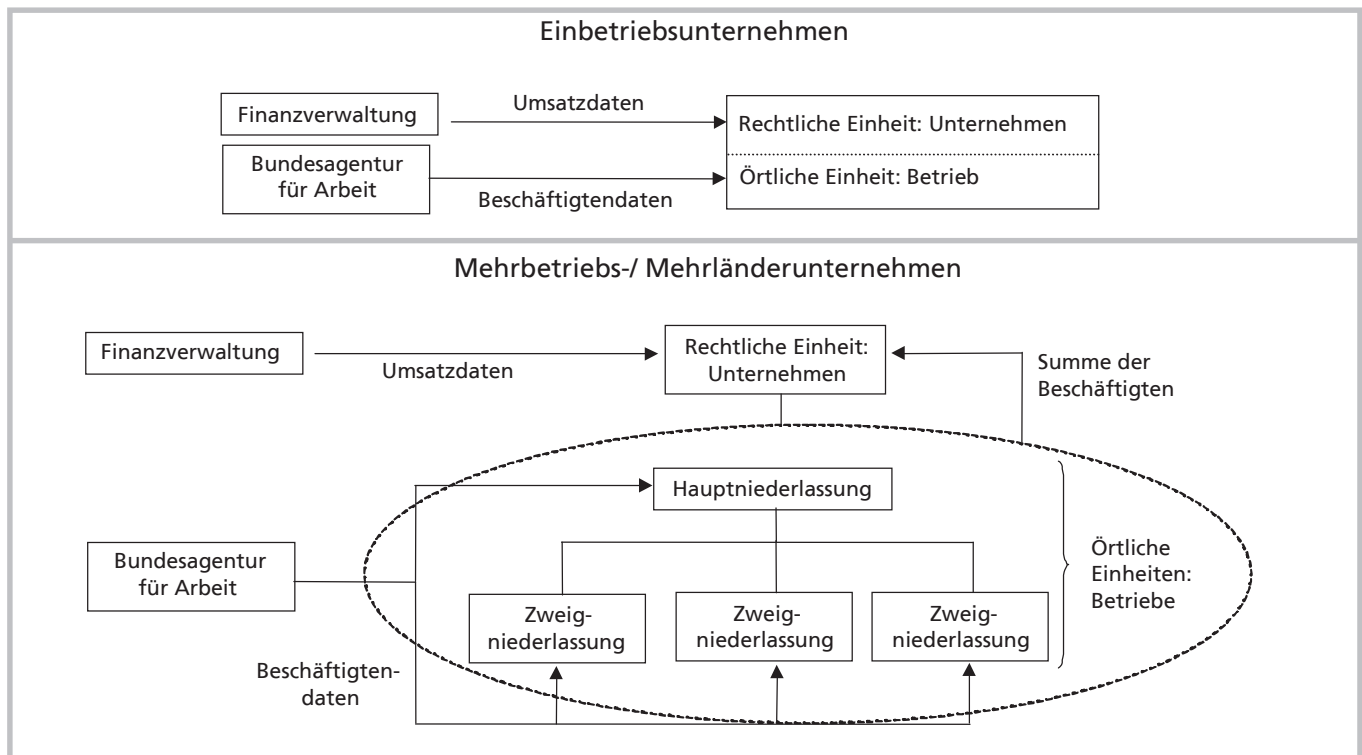 Einbetriebsunternehmen
Finanzverwaltung
Umsatzdaten
Rechtliche Einheit: Unternehmen
Bundesagentur
für Arbeit
Beschäftigtendaten
Örtliche Einheit: Betrieb
Mehrbetriebs-/ Mehrländerunternehmen
Finanzverwaltung
Umsatzdaten
Rechtliche Einheit:
Unternehmen
Summe der
Beschäftigten
Hauptniederlassung
Bundesagentur
für Arbeit
Örtliche
Einheiten:
Betriebe
Zweig-
niederlassung
Zweig-
niederlassung
Zweig-
niederlassung
Beschäftigten-
daten